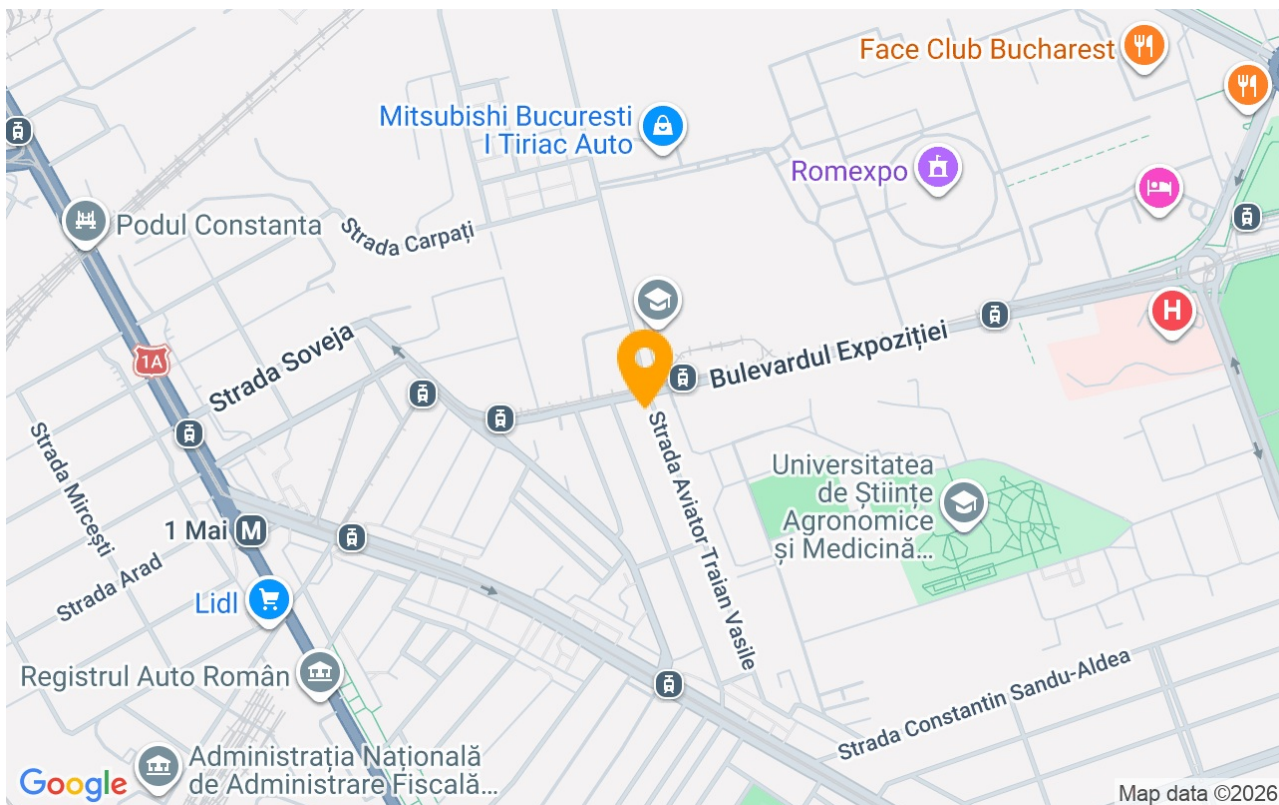 Face Club Bucharest
Mitsubishi Bucuresti
I Tiriac Auto
Romexpo
Podul Constanta
Strada Carpați
H
1A
Strada Soveja
Bulevardul Expoziției
Strada Mircești
Strada Aviator Traian Vasile
Universitatea
de Științe
Agronomice
și Medicină...
1 Mai M
Strada Arad
Lidl
Registrul Auto Român
Strada Constantin Sandu-Aldea
Administrația Națională
de Administrare Fiscală...
Google
Map data ©2026